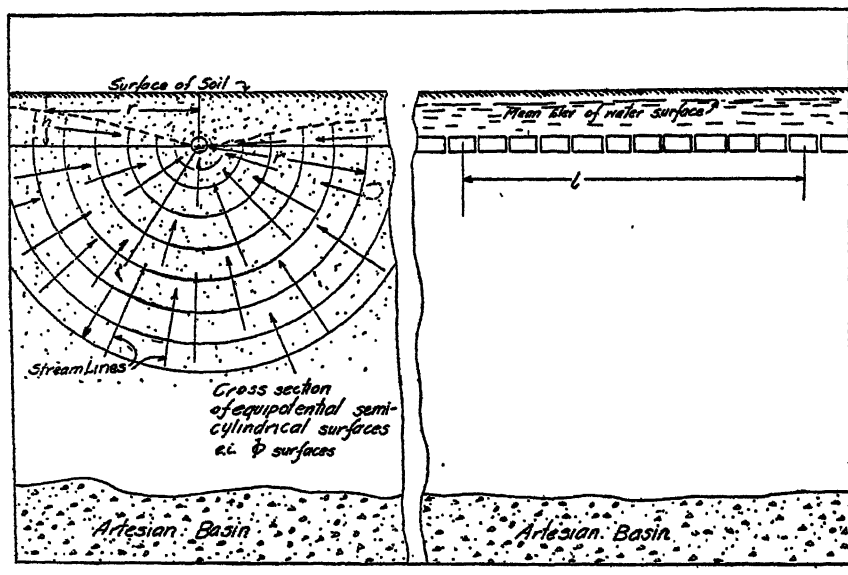 Surface of Soil
r
h
r
Stream Lines
Cross section
of equipotential semi-
cylindrical surfaces
e.i. Φ surfaces
Artesian Basin
Mean Elev of water surface
l
Artesian Basin